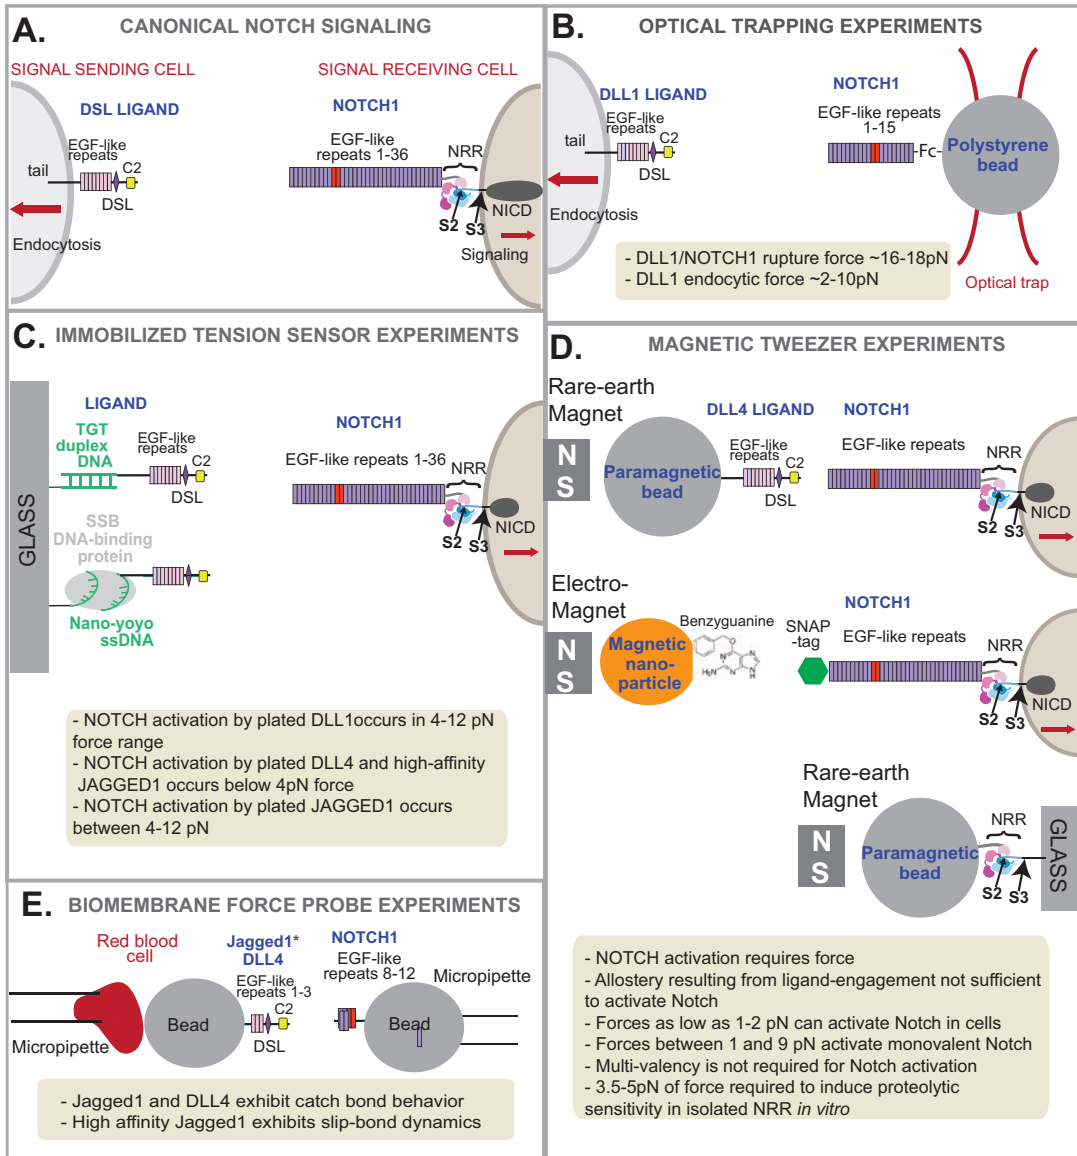 A. CANONICAL NOTCH SIGNALING
SIGNAL SENDING CELL
SIGNAL RECEIVING CELL
DSL LIGAND
EGF-like
repeats
C2
tail
DSL
Endocytosis
NOTCH1
EGF-like
repeats 1-36
NRR
S2
S3
NICD
Signaling
B. OPTICAL TRAPPING EXPERIMENTS
DLL1 LIGAND
EGF-like
repeats
C2
tail
DSL
Endocytosis
NOTCH1
EGF-like repeats
1-15
-Fc-
Polystyrene
bead
- DLL1/NOTCH1 rupture force ~16-18pN
- DLL1 endocytic force ~2-10pN
Optical trap
C. IMMOBILIZED TENSION SENSOR EXPERIMENTS
GLASS
LIGAND
TGT
duplex
DNA
EGF-like
repeats
C2
DSL
SSB
DNA-binding
protein
Nano-yoyo
ssDNA
NOTCH1
EGF-like repeats 1-36
NRR
S2
S3
NICD
- NOTCH activation by plated DLL1occurs in 4-12 pN
force range
- NOTCH activation by plated DLL4 and high-affinity
JAGGED1 occurs below 4pN force
- NOTCH activation by plated JAGGED1 occurs
between 4-12 pN
D. MAGNETIC TWEEZER EXPERIMENTS
Rare-earth
Magnet
N
S
Paramagnetic
bead
DLL4 LIGAND
EGF-like
repeats
C2
DSL
NOTCH1
EGF-like repeats
NRR
S2
S3
NICD
Electro-
Magnet
N
S
Magnetic
nano-
particle
Benzyguanine
O
N
N
N
N
H
H₂N
SNAP
-tag
NOTCH1
EGF-like repeats
NRR
S2
S3
NICD
Rare-earth
Magnet
N
S
Paramagnetic
bead
NRR
S2
S3
GLASS
- NOTCH activation requires force
- Allostery resulting from ligand-engagement not sufficient
to activate Notch
- Forces as low as 1-2 pN can activate Notch in cells
- Forces between 1 and 9 pN activate monovalent Notch
- Multi-valency is not required for Notch activation
- 3.5-5pN of force required to induce proteolytic
sensitivity in isolated NRR in vitro
E. BIOMEMBRANE FORCE PROBE EXPERIMENTS
Red blood
cell
Micropipette
Bead
Jagged1*
DLL4
EGF-like
repeats 1-3
C2
DSL
NOTCH1
EGF-like
repeats 8-12
Bead
Micropipette
- Jagged1 and DLL4 exhibit catch bond behavior
- High affinity Jagged1 exhibits slip-bond dynamics